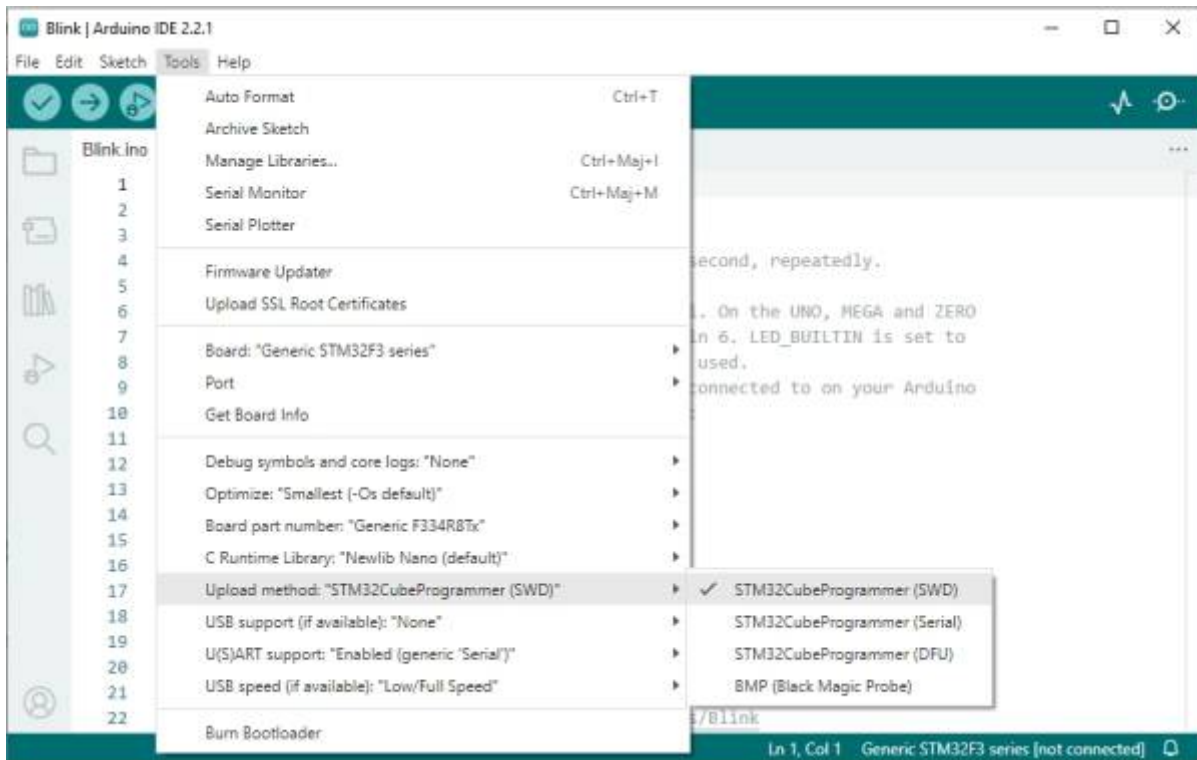 Blink | Arduino IDE 2.2.1
File Edit Sketch Tools Help
Blink.ino
Auto Format Ctrl+T
Archive Sketch
Manage Libraries... Ctrl+Maj+I
Serial Monitor Ctrl+Maj+M
Serial Plotter
Firmware Updater
Upload SSL Root Certificates
Board: "Generic STM32F3 series"
Port
Get Board Info
Debug symbols and core logs: "None"
Optimize: "Smallest (-Os default)"
Board part number: "Generic F334R8Tx"
C Runtime Library: "Newlib Nano (default)"
Upload method: "STM32CubeProgrammer (SWD)"
USB support (if available): "None"
U(S)ART support: "Enabled (generic 'Serial')"
USB speed (if available): "Low/Full Speed"
Burn Bootloader
STM32CubeProgrammer (SWD)
STM32CubeProgrammer (Serial)
STM32CubeProgrammer (DFU)
BMP (Black Magic Probe)
1
2
3
4 second, repeatedly.
5
6 . On the UNO, MEGA and ZERO
7 in 6. LED_BUILTIN is set to
8 used.
9 connected to on your Arduino
10
11
12
13
14
15
16
17
18
19
20
21
22 /Blink
Ln 1, Col 1 Generic STM32F3 series [not connected]